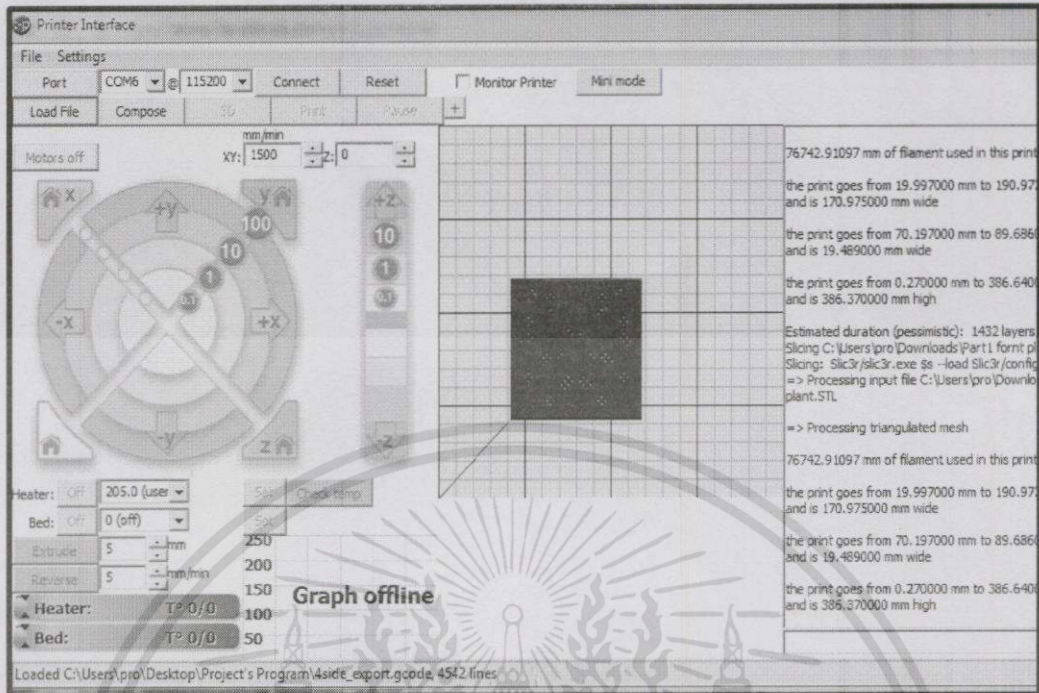 Printer Interface
File Settings
Port COM6 @ 115200 Connect Reset Monitor Printer Mini mode
Load File Compose SD Print Pause +
mm/min
Motors off XY: 1500 Z: 0
x +y y +z
100
10 10
1 1
0.1 0.1
-x +x
-y z -z
Heater: Off 205.0 (user Set Check temp
Bed: Off 0 (off) Set
Extrude 5 mm
Reverse 5 mm/min
Heater: T° 0/0
Bed: T° 0/0
250
200
150
100
50
Graph offline
76742.91097 mm of filament used in this print
the print goes from 19.997000 mm to 190.97
and is 170.975000 mm wide
the print goes from 70.197000 mm to 89.686
and is 19.489000 mm wide
the print goes from 0.270000 mm to 386.640
and is 386.370000 mm high
Estimated duration (pessimistic): 1432 layers
Slicing C:\Users\pro\Downloads\Part1 fornt pl
Slicing: Slic3r/slic3r.exe $s --load Slic3r/config
=> Processing input file C:\Users\pro\Downlo
plant.STL
=> Processing triangulated mesh
76742.91097 mm of filament used in this print
the print goes from 19.997000 mm to 190.97
and is 170.975000 mm wide
the print goes from 70.197000 mm to 89.686
and is 19.489000 mm wide
the print goes from 0.270000 mm to 386.640
and is 386.370000 mm high
Loaded C:\Users\pro\Desktop\Project's Program\4side_export.gcode, 4542 lines